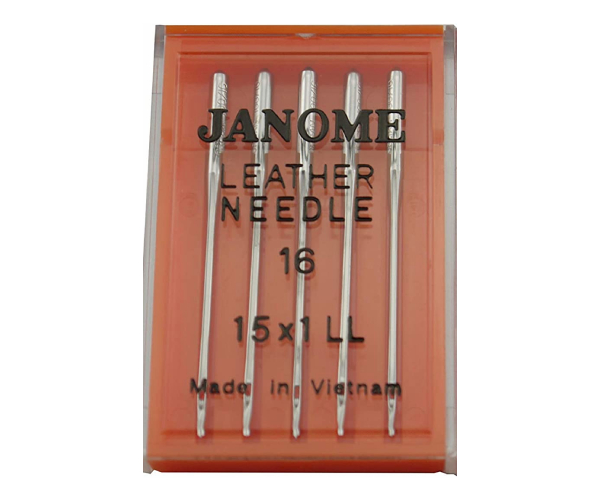 JANOME
LEATHER
NEEDLE
16
15x1 LL
Made in Vietnam